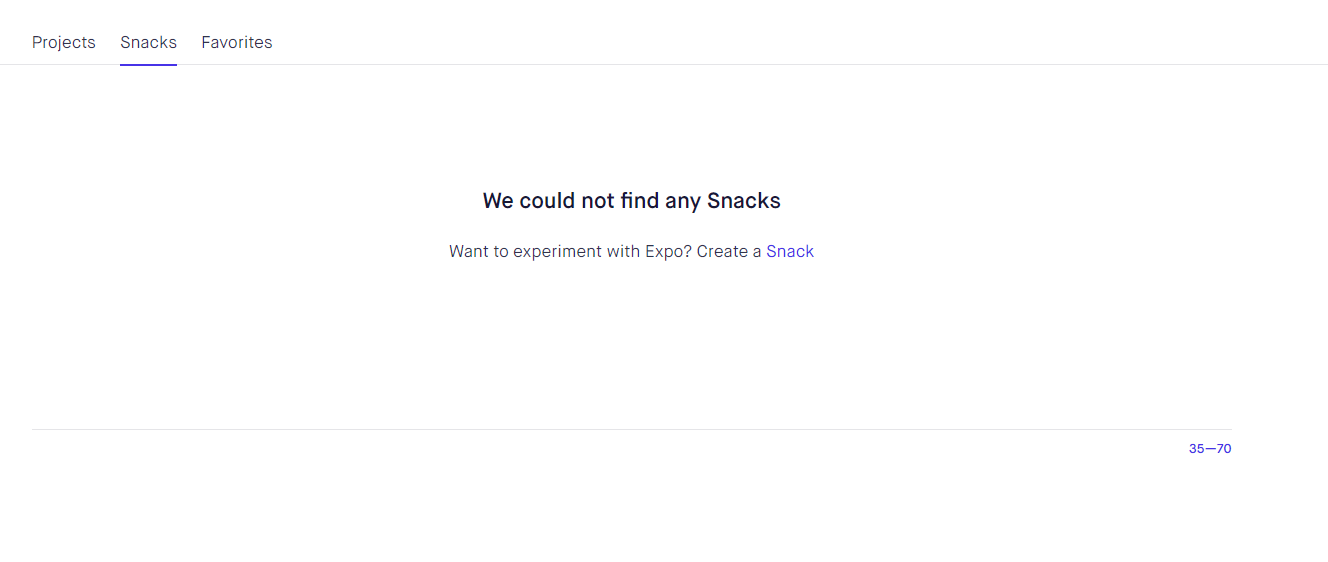 Projects Snacks Favorites
We could not find any Snacks
Want to experiment with Expo? Create a Snack
35—70